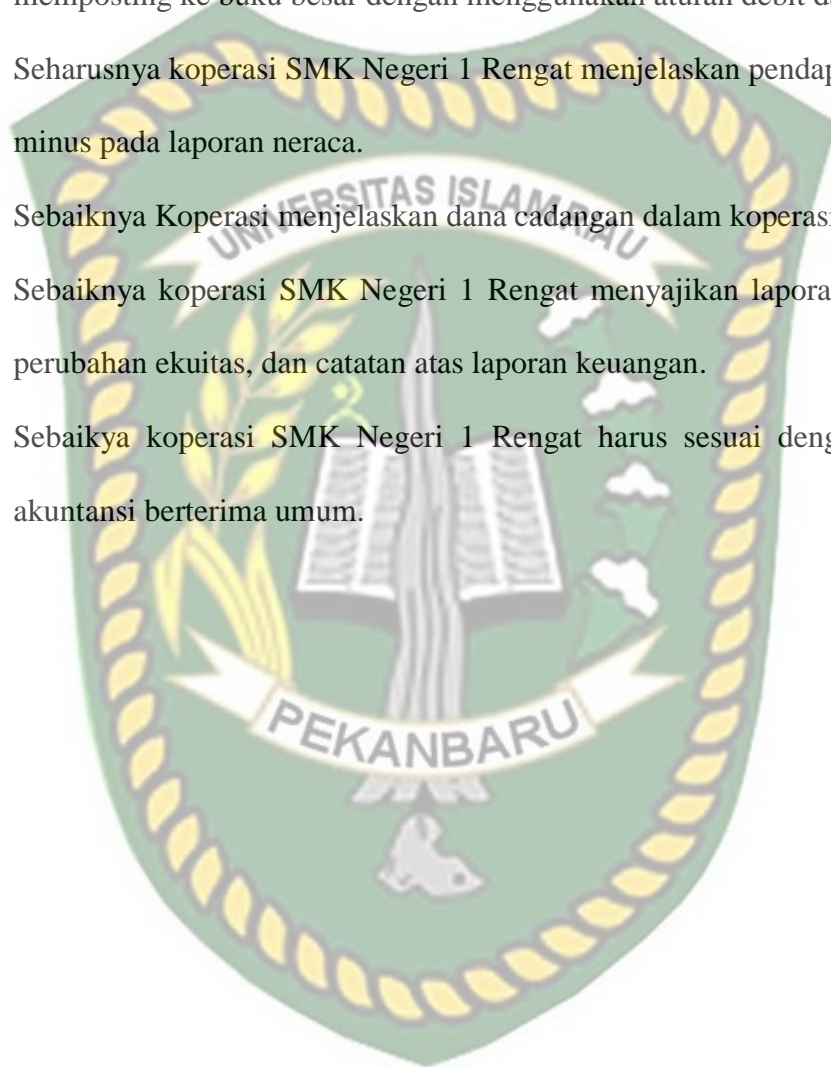 memposting ke buku besar dengan menggunakan aturan debit da
Seharusnya koperasi SMK Negeri 1 Rengat menjelaskan pendap
minus pada laporan neraca.
UNIVERSITAS ISLAM RIAU
Sebaiknya Koperasi menjelaskan dana cadangan dalam koperasi
Sebaiknya koperasi SMK Negeri 1 Rengat menyajikan lapora
perubahan ekuitas, dan catatan atas laporan keuangan.
Sebaikya koperasi SMK Negeri 1 Rengat harus sesuai deng
akuntansi berterima umum.
PEKANBARU